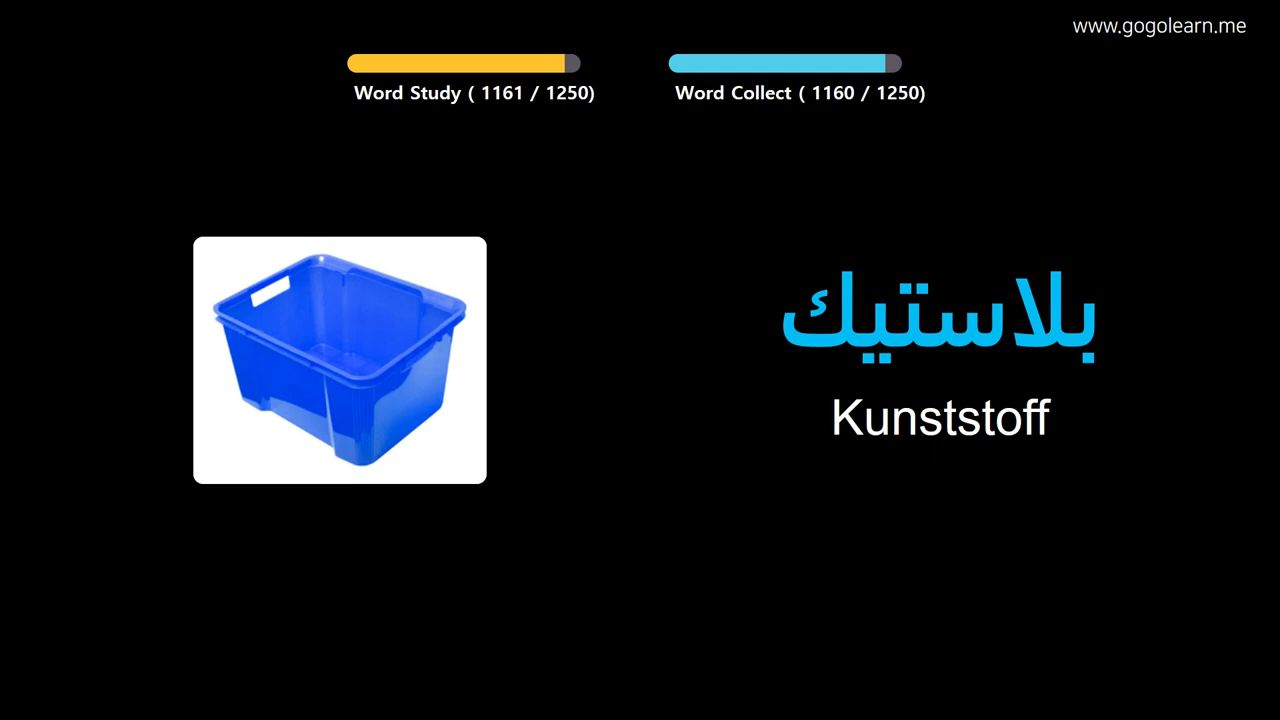 www.gogolearn.me
Word Study ( 1161 / 1250)
Word Collect ( 1160 / 1250)
بلاستيك
Kunststoff